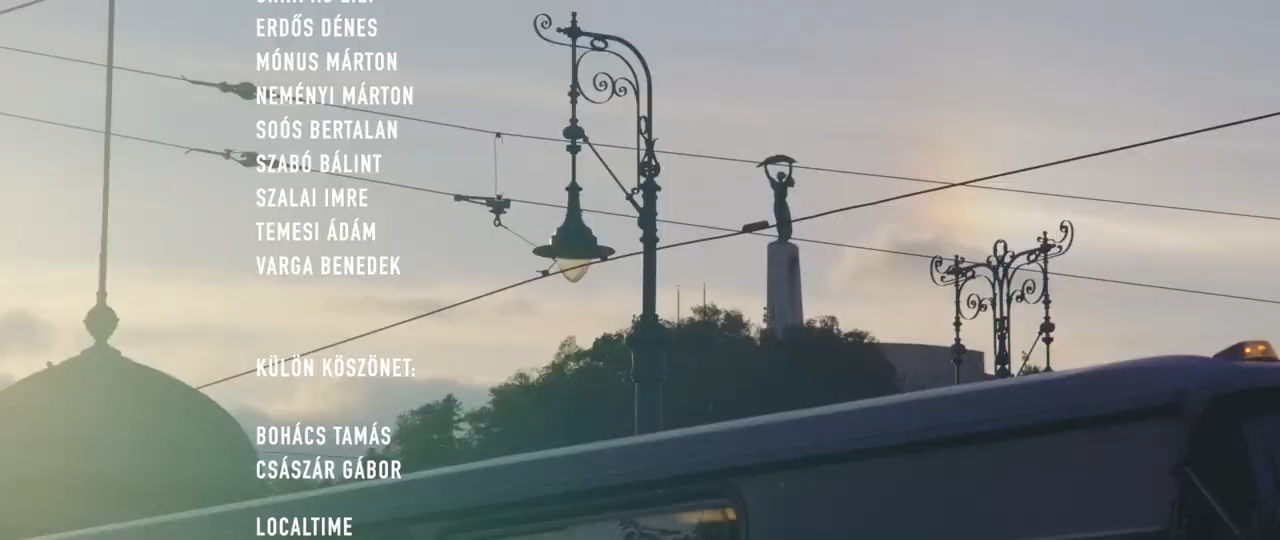 ERDŐS DÉNES
MÓNUS MÁRTON
NEMÉNYI MÁRTON
SOÓS BERTALAN
SZABÓ BÁLINT
SZALAI IMRE
TEMESI ÁDÁM
VARGA BENEDEK
KÜLÖN KÖSZÖNET:
BOHÁCS TAMÁS
CSÁSZÁR GÁBOR
LOCALTIME